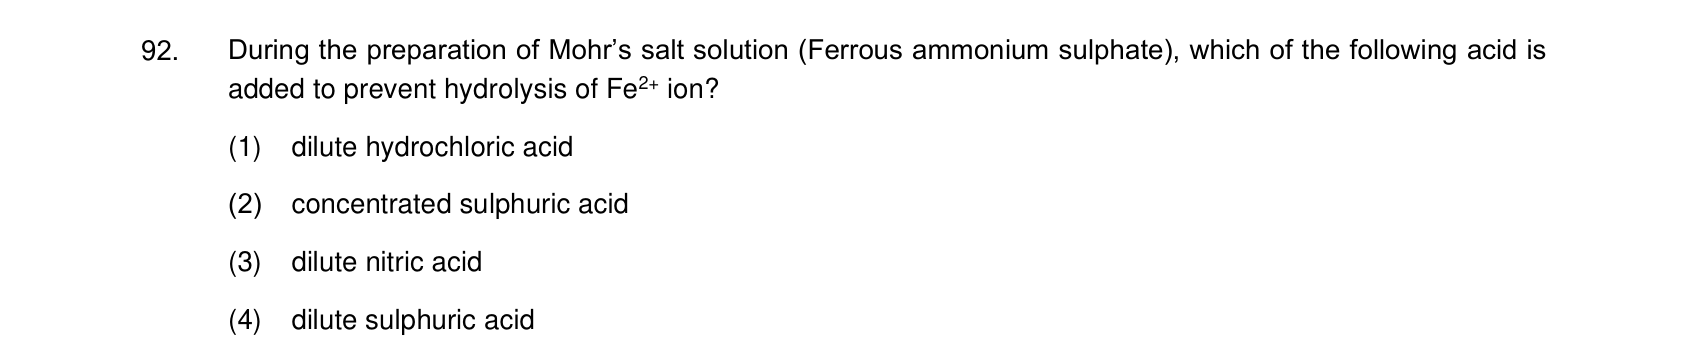 92. During the preparation of Mohr’s salt solution (Ferrous ammonium sulphate), which of the following acid is
added to prevent hydrolysis of Fe²⁺ ion?
(1) dilute hydrochloric acid
(2) concentrated sulphuric acid
(3) dilute nitric acid
(4) dilute sulphuric acid